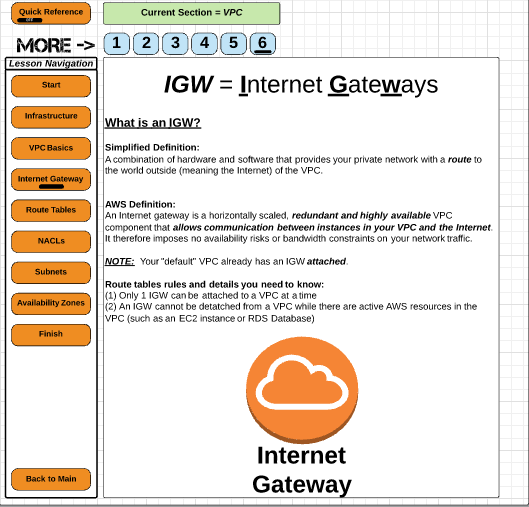 Quick Reference
Current Section = VPC
MORE -> 1 2 3 4 5 6
Lesson Navigation
Start
Infrastructure
VPC Basics
Internet Gateway
Route Tables
NACLs
Subnets
Availability Zones
Finish
Back to Main
IGW = Internet Gateways
What is an IGW?
Simplified Definition:
A combination of hardware and software that provides your private network with a route to
the world outside (meaning the Internet) of the VPC.
AWS Definition:
An Internet gateway is a horizontally scaled, redundant and highly available VPC
component that allows communication between instances in your VPC and the Internet.
It therefore imposes no availability risks or bandwidth constraints on your network traffic.
NOTE: Your "default" VPC already has an IGW attached.
Route tables rules and details you need to know:
(1) Only 1 IGW can be attached to a VPC at a time
(2) An IGW cannot be detatched from a VPC while there are active AWS resources in the
VPC (such as an EC2 instance or RDS Database)
Internet
Gateway